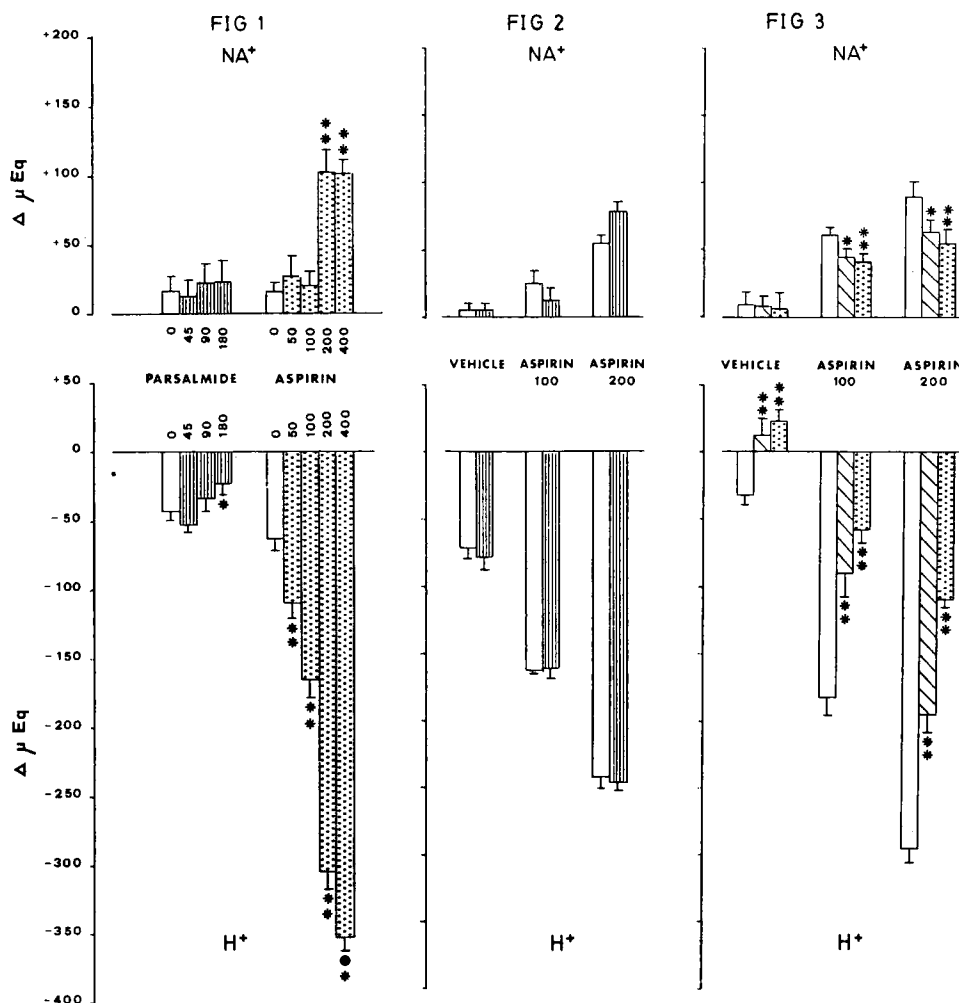 FIG 1
FIG 2
FIG 3
NA+
NA+
NA+
+200
+150
+100
+50
0
Δ μ Eq
0 45 90 180
0 50 100 200 400
PARSALMIDE
ASPIRIN
VEHICLE
ASPIRIN 100
ASPIRIN 200
VEHICLE
ASPIRIN 100
ASPIRIN 200
0 45 90 180
0 50 100 200 400
+50
0
-50
-100
-150
-200
-250
-300
-350
-400
Δ μ Eq
H+
H+
H+